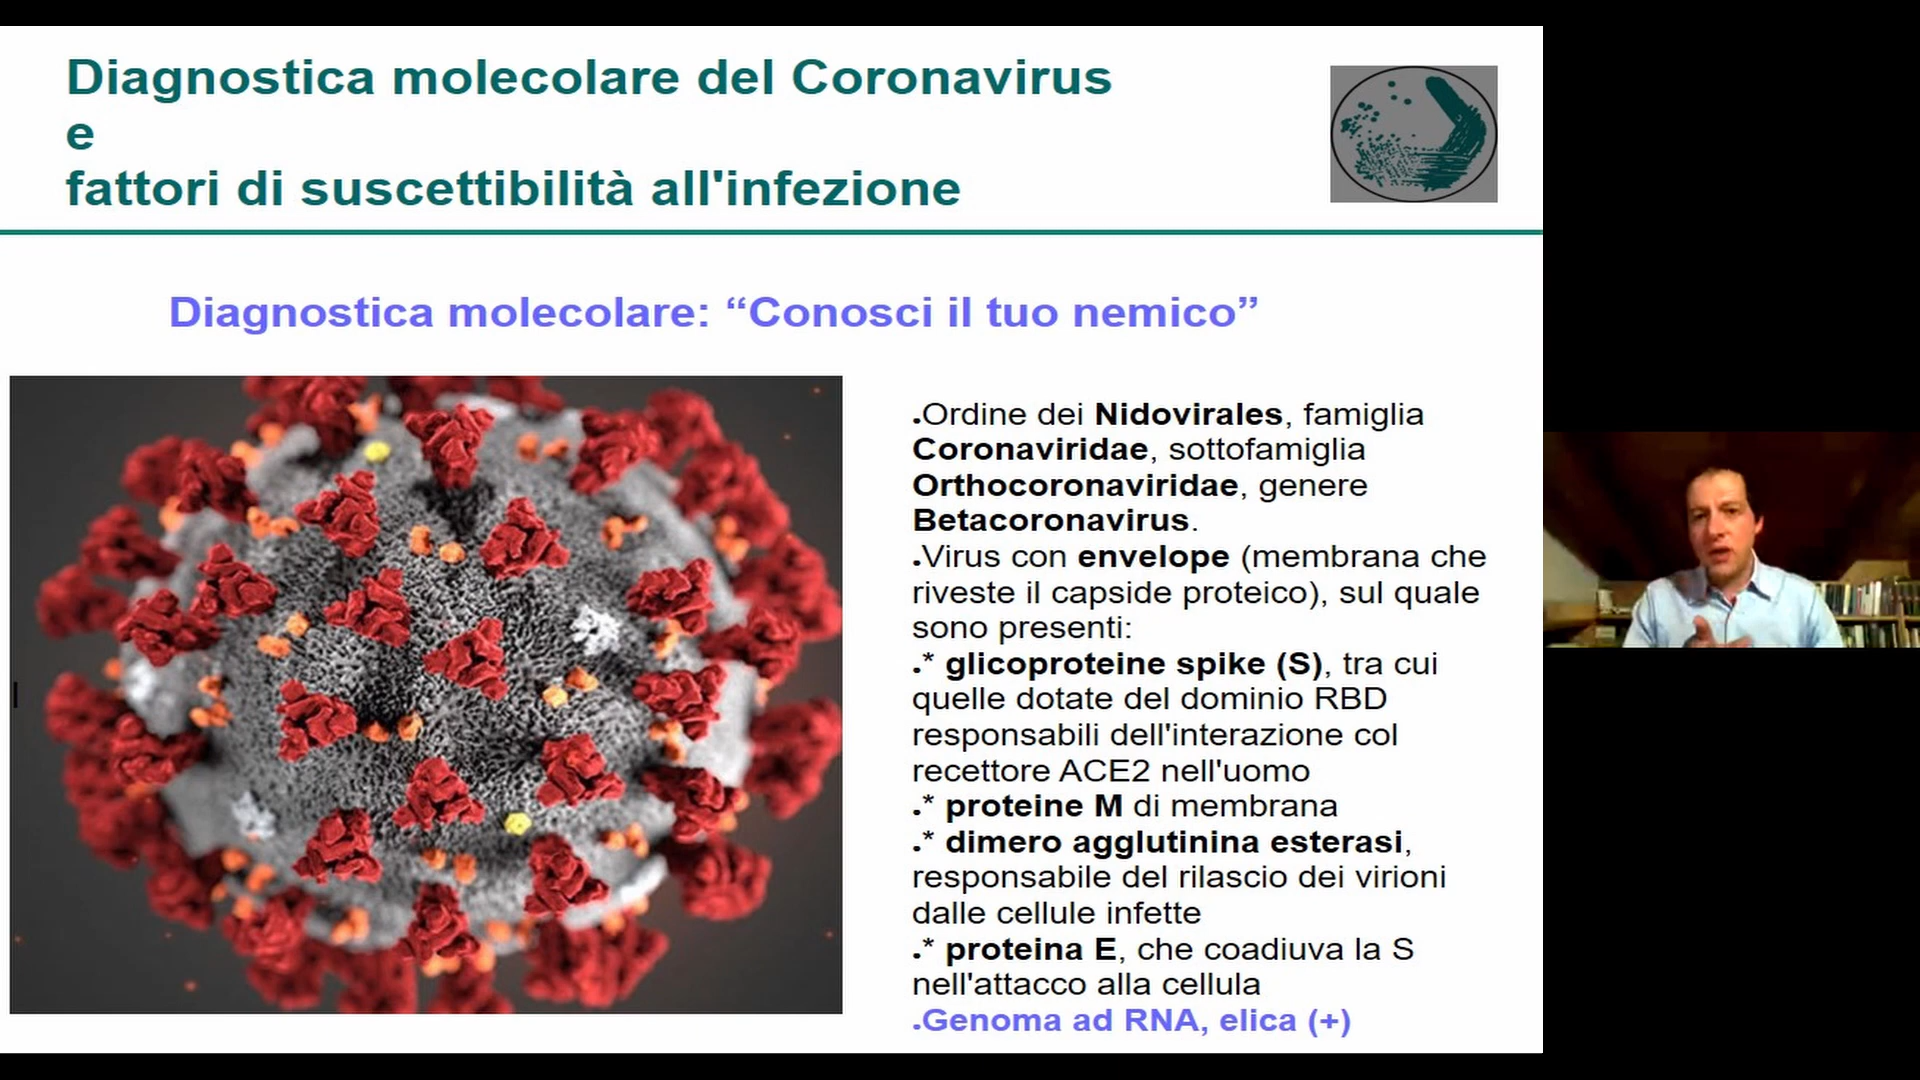 Diagnostica molecolare del Coronavirus
e
fattori di suscettibilità all'infezione
Diagnostica molecolare: “Conosci il tuo nemico”
.Ordine dei Nidovirales, famiglia
Coronaviridae, sottofamiglia
Orthocoronaviridae, genere
Betacoronavirus.
.Virus con envelope (membrana che
riveste il capside proteico), sul quale
sono presenti:
.* glicoproteine spike (S), tra cui
quelle dotate del dominio RBD
responsabili dell'interazione col
recettore ACE2 nell'uomo
.* proteine M di membrana
.* dimero agglutinina esterasi,
responsabile del rilascio dei virioni
dalle cellule infette
.* proteina E, che coadiuva la S
nell'attacco alla cellula
.Genoma ad RNA, elica (+)